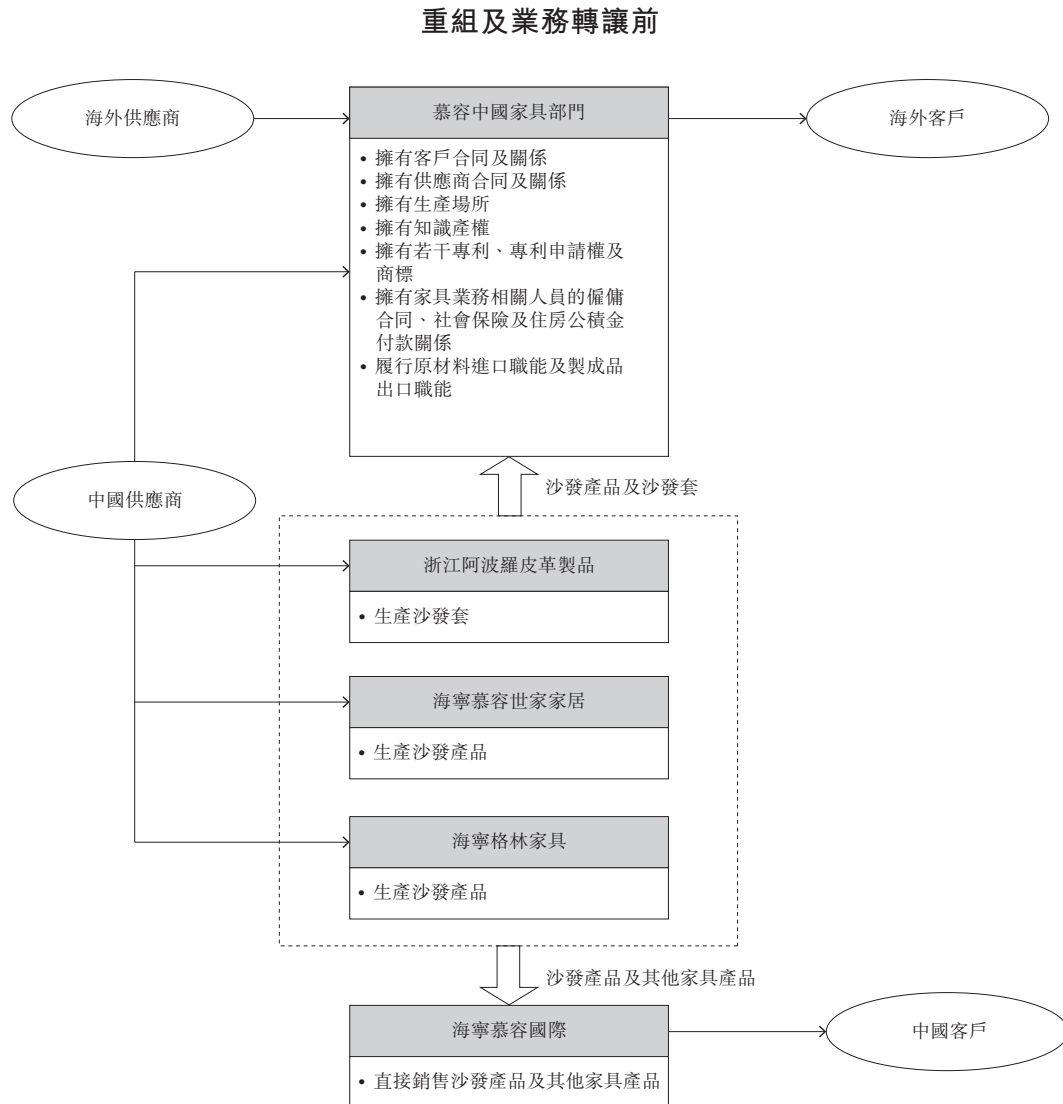 重組及業務轉讓前
海外供應商
慕容中國家具部門
海外客戶
• 擁有客戶合同及關係
• 擁有供應商合同及關係
• 擁有生產場所
• 擁有知識產權
• 擁有若干專利、專利申請權及
商標
• 擁有家具業務相關人員的僱傭
合同、社會保險及住房公積金
付款關係
• 履行原材料進口職能及製成品
出口職能
中國供應商
沙發產品及沙發套
浙江阿波羅皮革製品
• 生產沙發套
海寧慕容世家家居
• 生產沙發產品
海寧格林家具
• 生產沙發產品
沙發產品及其他家具產品
海寧慕容國際
中國客戶
• 直接銷售沙發產品及其他家具產品